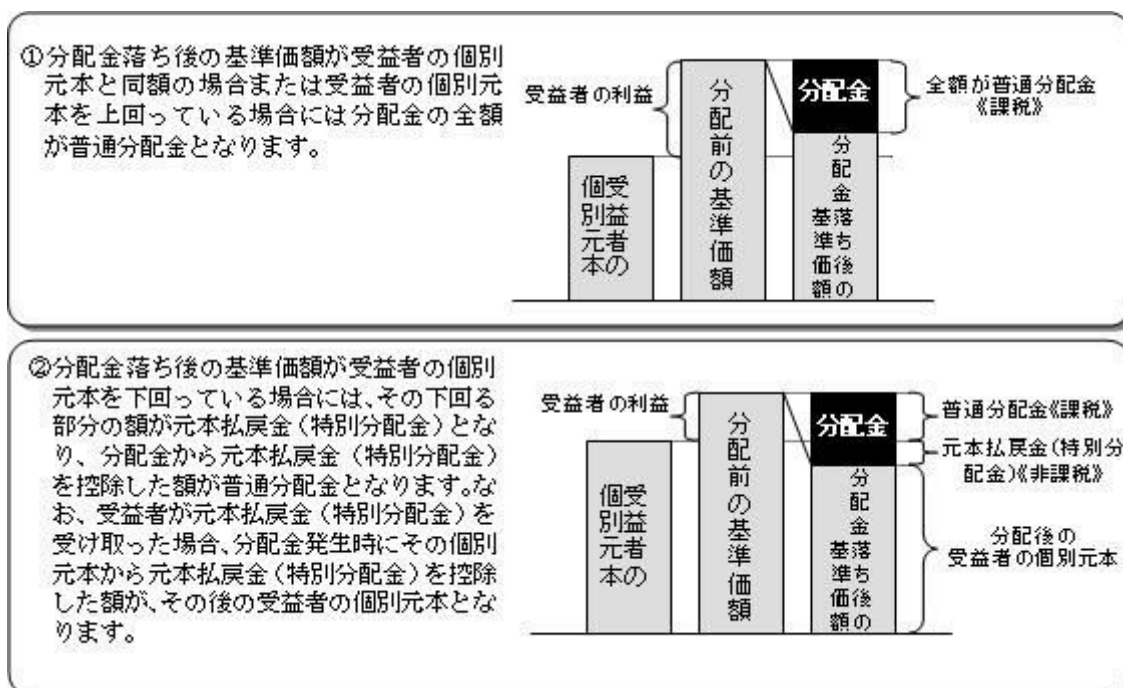 ①分配金落ち後の基準価額が受益者の個別
元本と同額の場合または受益者の個別元
本を上回っている場合には分配金の全額
が普通分配金となります。
受益者の利益
受益者の
個別元本
分配前の基準価額
分配金
分配金落ち後の
基準価額
全額が普通分配金
《課税》
②分配金落ち後の基準価額が受益者の個別
元本を下回っている場合には、その下回る
部分の額が元本払戻金(特別分配金)とな
り、分配金から元本払戻金(特別分配金)
を控除した額が普通分配金となります。な
お、受益者が元本払戻金(特別分配金)を
受け取った場合、分配金発生時にその個別
元本から元本払戻金(特別分配金)を控除
した額が、その後の受益者の個別元本とな
ります。
受益者の利益
受益者の
個別元本
分配前の基準価額
分配金
分配金落ち後の
基準価額
普通分配金《課税》
元本払戻金(特別分
配金)《非課税》
分配後の
受益者の個別元本